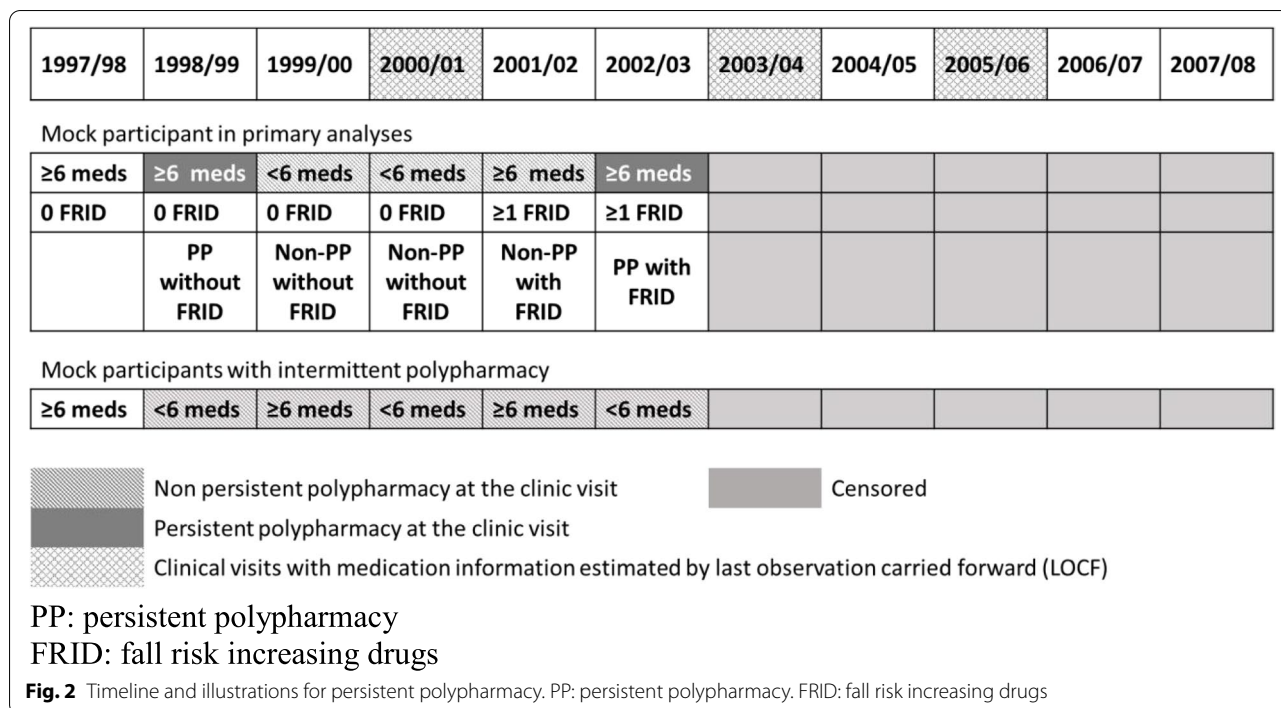 1997/98 1998/99 1999/00 2000/01 2001/02 2002/03 2003/04 2004/05 2005/06 2006/07 2007/08
Mock participant in primary analyses
≥6 meds ≥6 meds <6 meds <6 meds ≥6 meds ≥6 meds
0 FRID 0 FRID 0 FRID 0 FRID ≥1 FRID ≥1 FRID
PP without FRID Non-PP without FRID Non-PP without FRID Non-PP with FRID PP with FRID
Mock participants with intermittent polypharmacy
≥6 meds <6 meds ≥6 meds <6 meds ≥6 meds <6 meds
Non persistent polypharmacy at the clinic visit Censored
Persistent polypharmacy at the clinic visit
Clinical visits with medication information estimated by last observation carried forward (LOCF)
PP: persistent polypharmacy
FRID: fall risk increasing drugs
Fig. 2 Timeline and illustrations for persistent polypharmacy. PP: persistent polypharmacy. FRID: fall risk increasing drugs